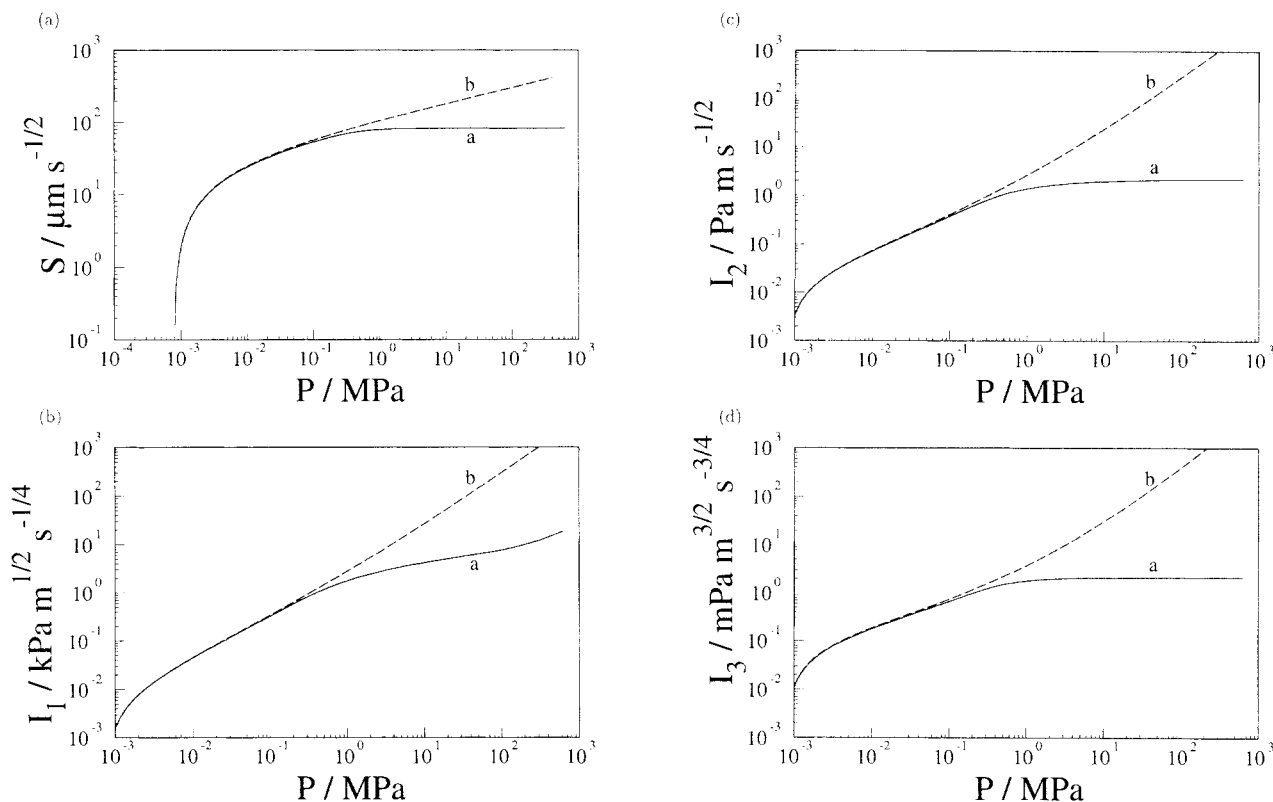 (a)
S / μm s^-1/2
10^3
10^2
10^1
10^0
10^-1
b
a
10^-4 10^-3 10^-2 10^-1 10^0 10^1 10^2 10^3
P / MPa
(c)
I_2 / Pa m s^-1/2
10^3
10^2
10^1
10^0
10^-1
10^-2
10^-3
b
a
10^-3 10^-2 10^-1 10^0 10^1 10^2 10^3
P / MPa
(b)
I_1 / kPa m^1/2 s^-1/4
10^3
10^2
10^1
10^0
10^-1
10^-2
10^-3
b
a
10^-3 10^-2 10^-1 10^0 10^1 10^2 10^3
P / MPa
(d)
I_3 / mPa m^3/2 s^-3/4
10^3
10^2
10^1
10^0
10^-1
10^-2
10^-3
b
a
10^-3 10^-2 10^-1 10^0 10^1 10^2 10^3
P / MPa